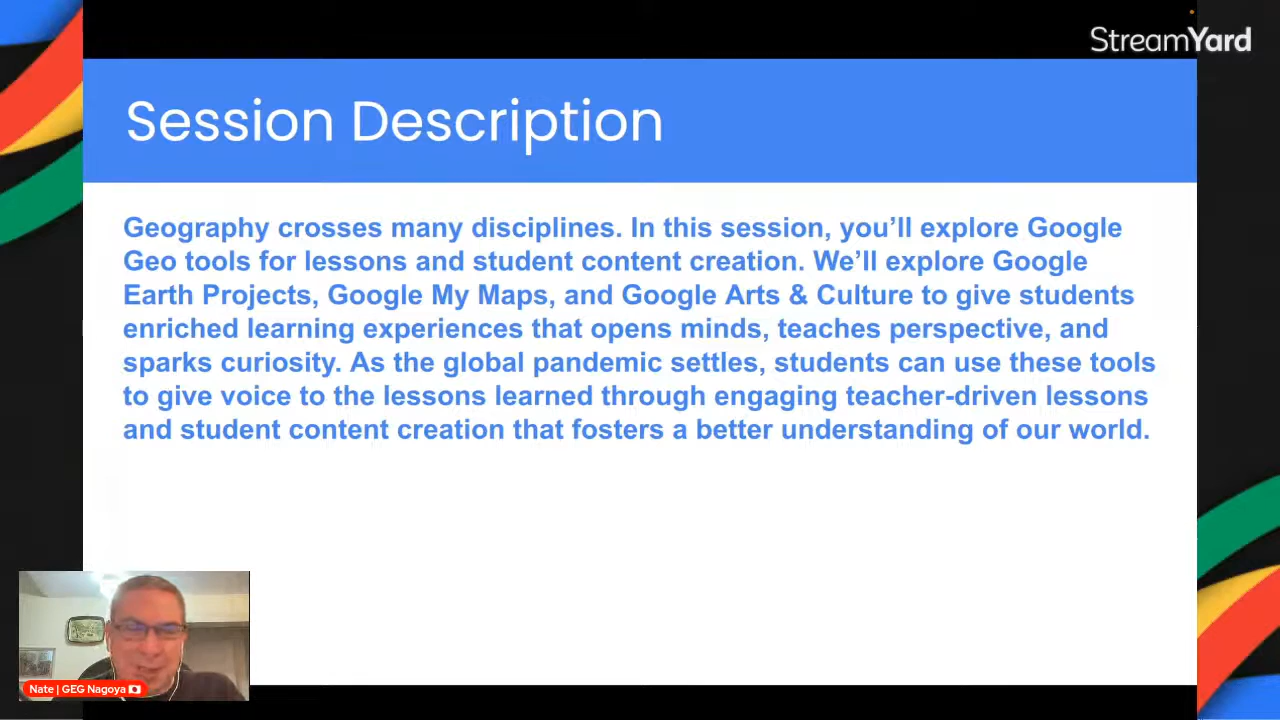 StreamYard
Session Description
Geography crosses many disciplines. In this session, you’ll explore Google
Geo tools for lessons and student content creation. We’ll explore Google
Earth Projects, Google My Maps, and Google Arts & Culture to give students
enriched learning experiences that opens minds, teaches perspective, and
sparks curiosity. As the global pandemic settles, students can use these tools
to give voice to the lessons learned through engaging teacher-driven lessons
and student content creation that fosters a better understanding of our world.
Nate | GEG Nagoya 🇯🇵